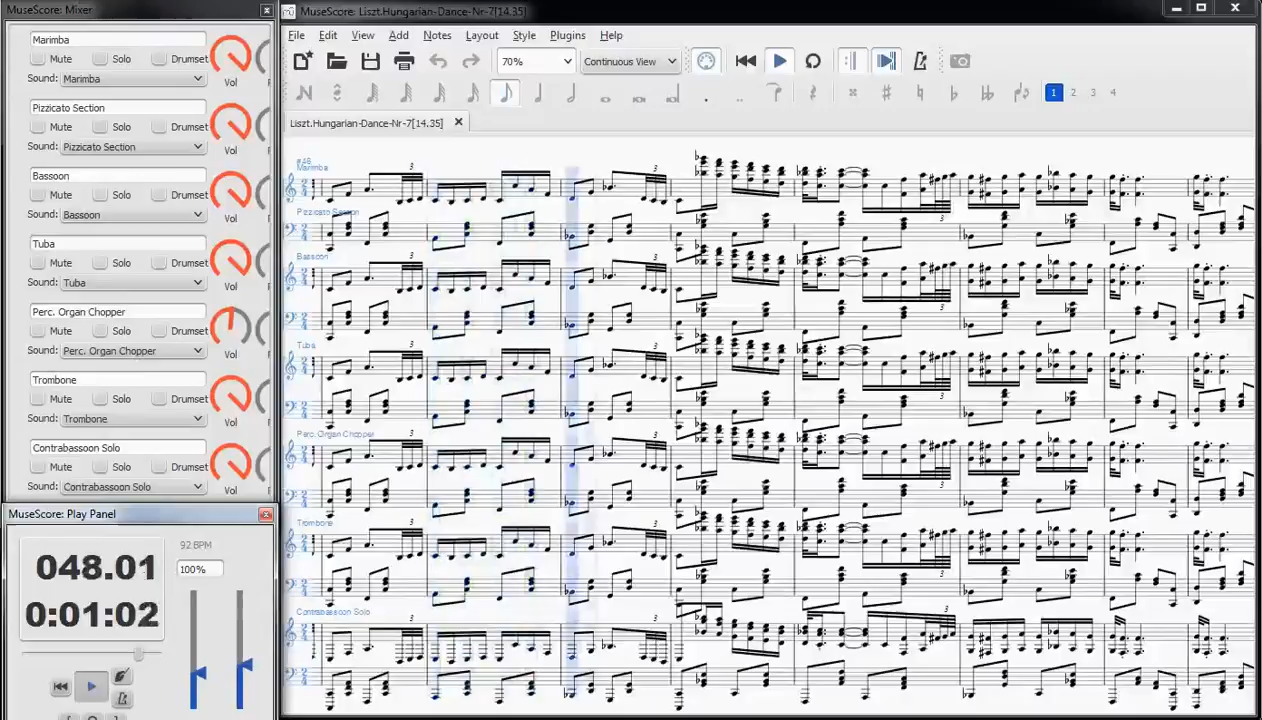 MuseScore: Mixer
Marimba
Mute Solo Drumset
Sound: Marimba
Vol
Pizzicato Section
Mute Solo Drumset
Sound: Pizzicato Section
Vol
Bassoon
Mute Solo Drumset
Sound: Bassoon
Vol
Tuba
Mute Solo Drumset
Sound: Tuba
Vol
Perc. Organ Chopper
Mute Solo Drumset
Sound: Perc. Organ Chopper
Vol
Trombone
Mute Solo Drumset
Sound: Trombone
Vol
Contrabassoon Solo
Mute Solo Drumset
Sound: Contrabassoon Solo
Vol
MuseScore: Play Panel
048.01
0:01:02
92 BPM
100%
MuseScore: Liszt.Hungarian-Dance-Nr-7[14.35]
File Edit View Add Notes Layout Style Plugins Help
70% Continuous View
1 2 3 4
Liszt.Hungarian-Dance-Nr-7[14.35]
#48
Marimba
Pizzicato Section
Bassoon
Tuba
Perc. Organ Chopper
Trombone
Contrabassoon Solo